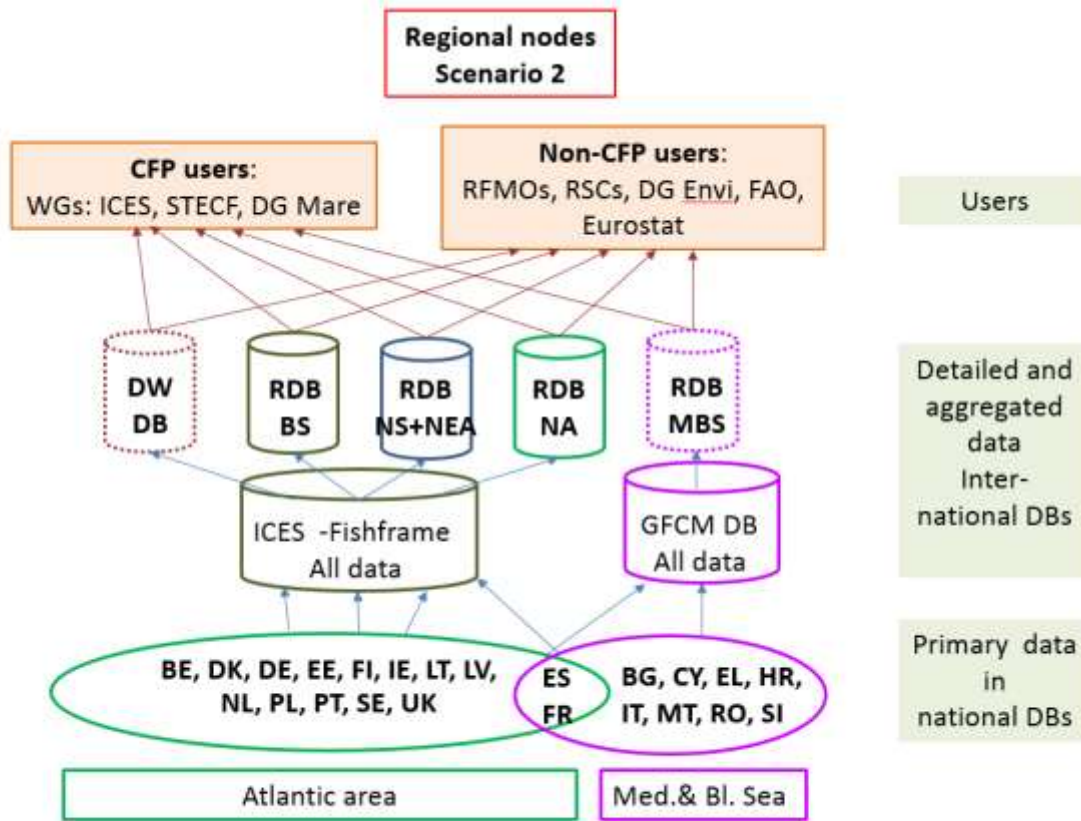 Regional nodes
Scenario 2
CFP users:
WGs: ICES, STECF, DG Mare
Non-CFP users:
RFMOs, RSCs, DG Envi, FAO,
Eurostat
Users
DW
DB
RDB
BS
RDB
NS+NEA
RDB
NA
RDB
MBS
Detailed and
aggregated
data
Inter-
national DBs
ICES -Fishframe
All data
GFCM DB
All data
BE, DK, DE, EE, FI, IE, LT, LV,
NL, PL, PT, SE, UK
ES
FR
BG, CY, EL, HR,
IT, MT, RO, SI
Primary data
in
national DBs
Atlantic area
Med.& Bl. Sea